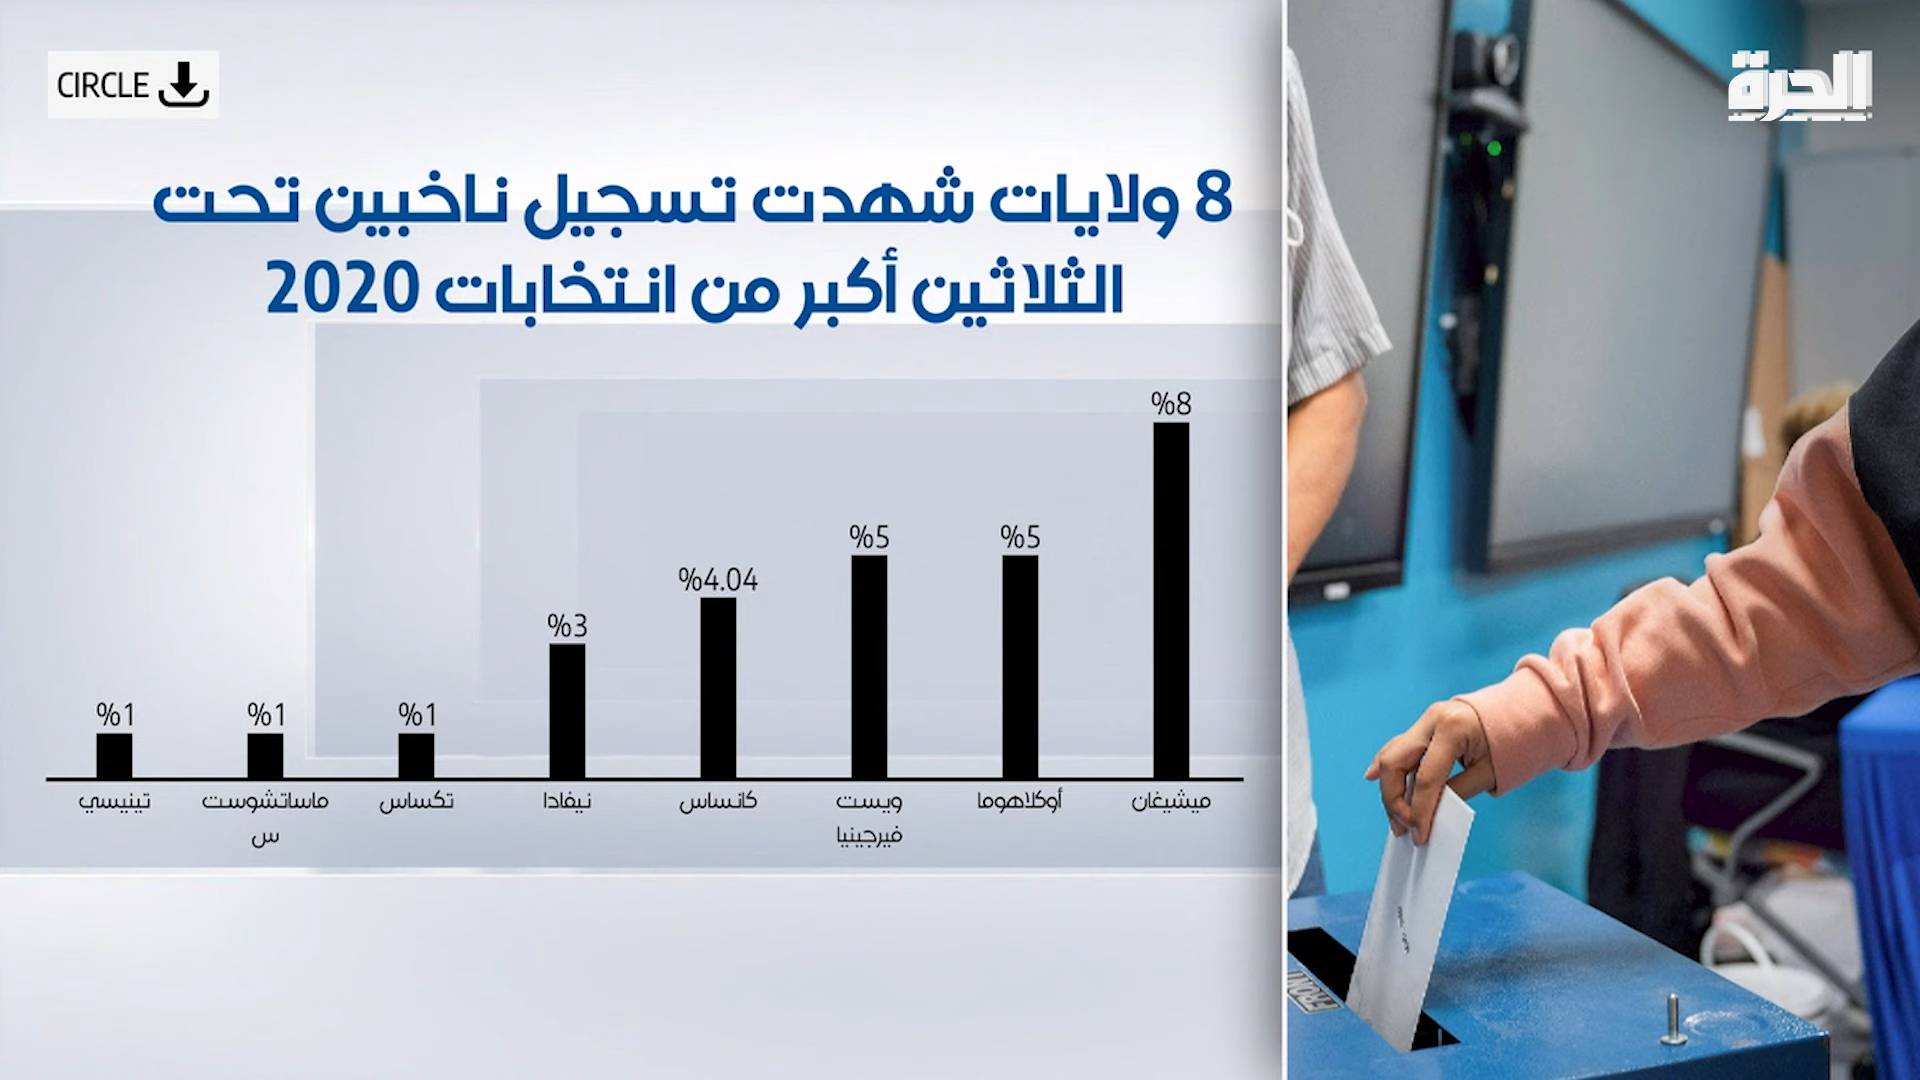 CIRCLE
الحرة
8 ولايات شهدت تسجيل ناخبين تحت
الثلاثين أكبر من انتخابات 2020
%8
%5
%5
%4.04
%3
%1
%1
%1
ميشيغان
أوكلاهوما
ويست
فيرجينيا
كانساس
نيفادا
تكساس
ماساتشوست
س
تينيسي
FRONT